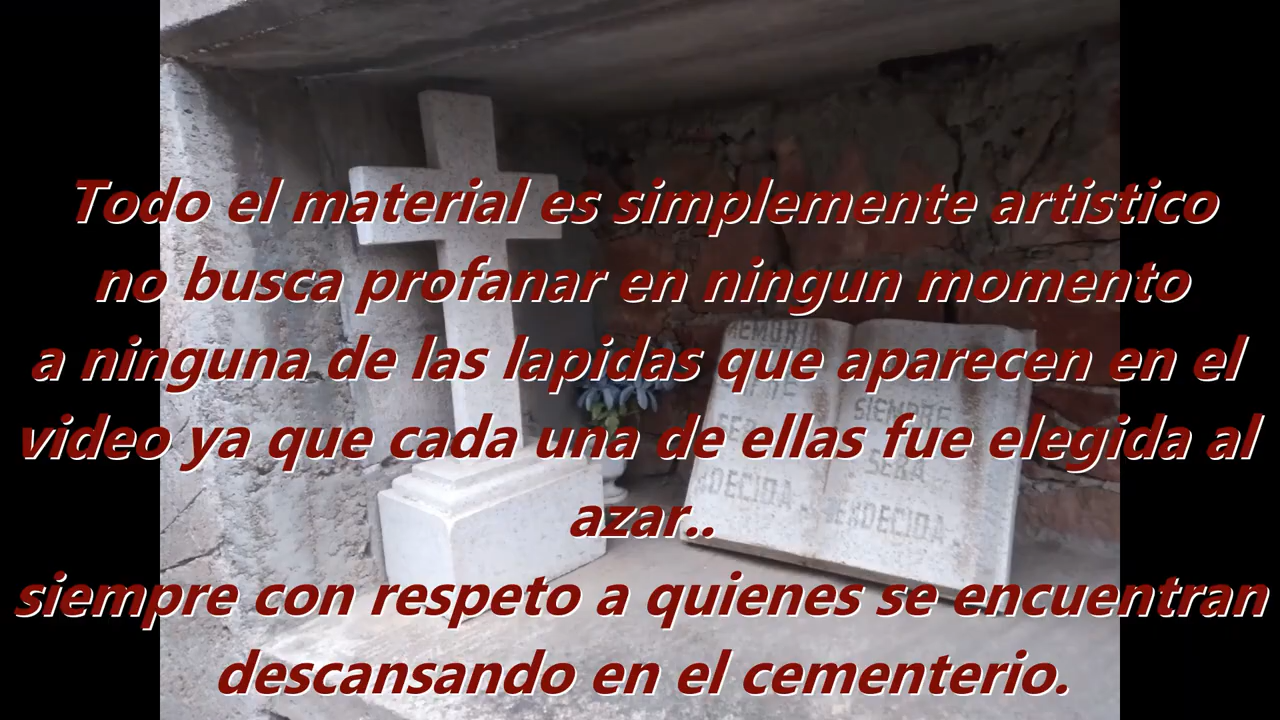 Todo el material es simplemente artistico
no busca profanar en ningun momento
a ninguna de las lapidas que aparecen en el
video ya que cada una de ellas fue elegida al
azar..
siempre con respeto a quienes se encuentran
descansando en el cementerio.
SIEMPRE
SERA